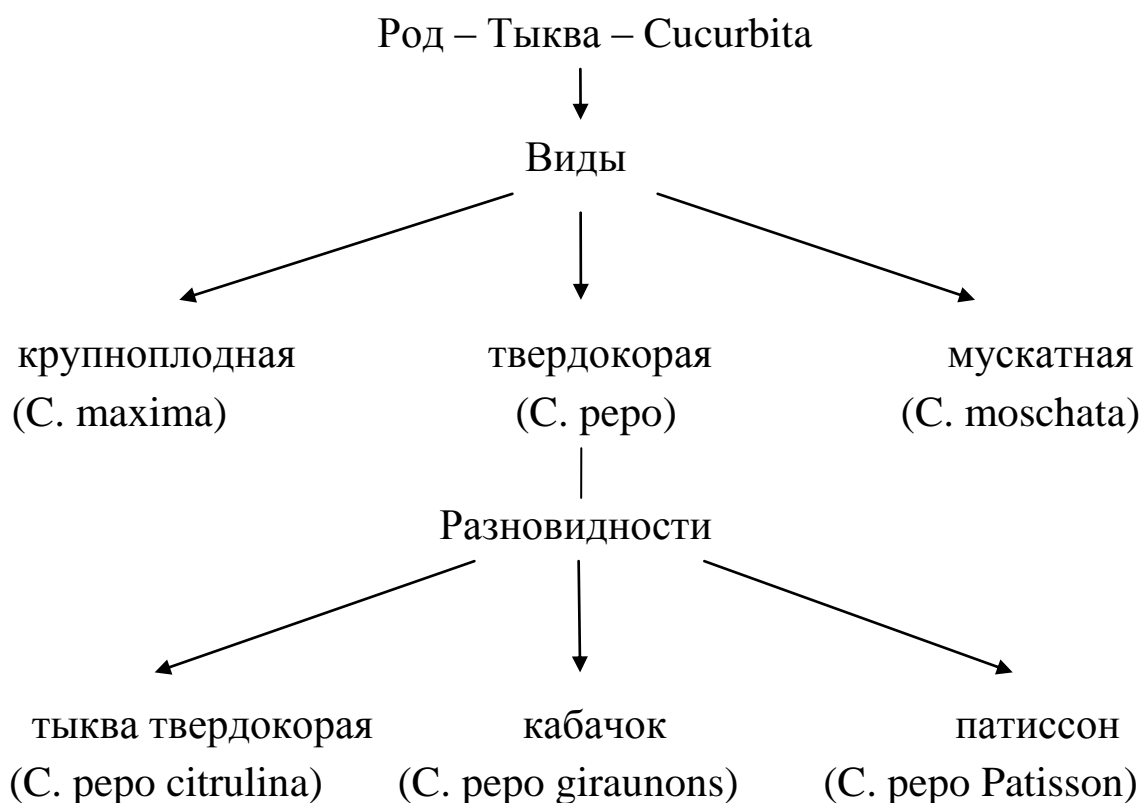 Род – Тыква – Cucurbita
Виды
крупноплодная твердокорая мускатная
(C. maxima) (C. pepo) (C. moschata)
Разновидности
тыква твердокорая кабачок патиссон
(C. pepo citrulina) (C. pepo giraunons) (C. pepo Patisson)